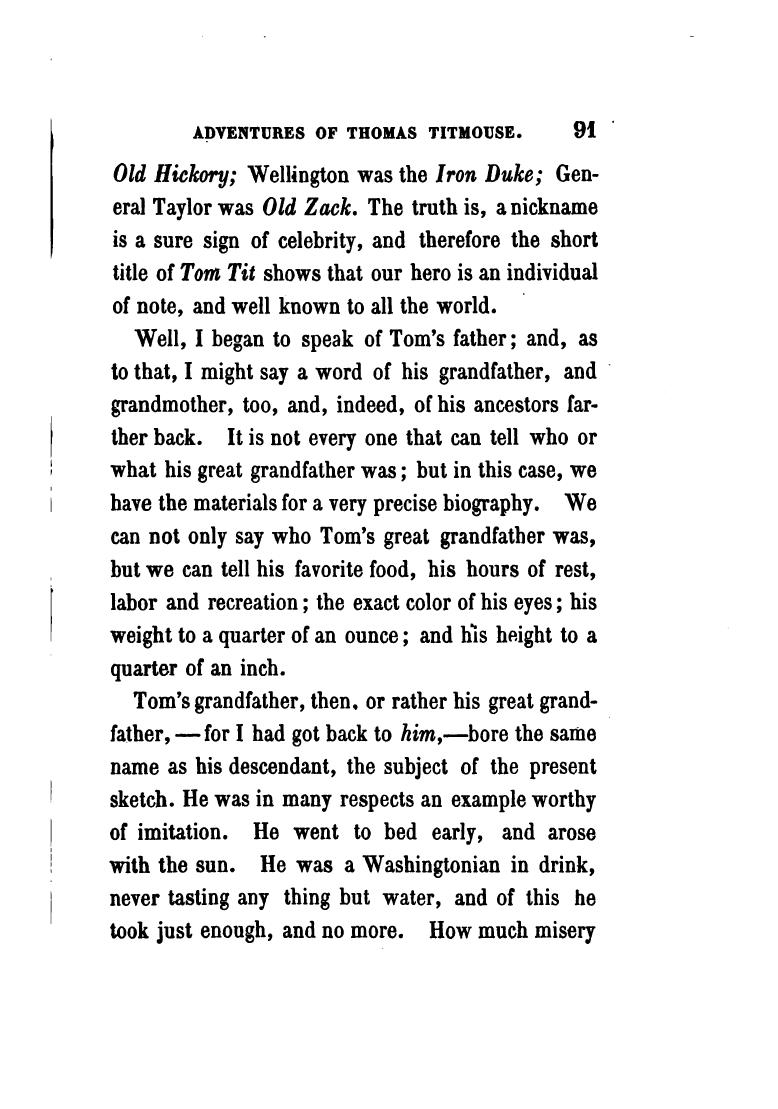 ADVENTURES OF THOMAS TITMOUSE. 91
Old Hickory; Wellington was the Iron Duke; Gen-
eral Taylor was Old Zack. The truth is, a nickname
is a sure sign of celebrity, and therefore the short
title of Tom Tit shows that our hero is an individual
of note, and well known to all the world.
Well, I began to speak of Tom's father; and, as
to that, I might say a word of his grandfather, and
grandmother, too, and, indeed, of his ancestors far-
ther back. It is not every one that can tell who or
what his great grandfather was; but in this case, we
have the materials for a very precise biography. We
can not only say who Tom's great grandfather was,
but we can tell his favorite food, his hours of rest,
labor and recreation; the exact color of his eyes; his
weight to a quarter of an ounce; and his height to a
quarter of an inch.
Tom's grandfather, then, or rather his great grand-
father, — for I had got back to him,—bore the same
name as his descendant, the subject of the present
sketch. He was in many respects an example worthy
of imitation. He went to bed early, and arose
with the sun. He was a Washingtonian in drink,
never tasting any thing but water, and of this he
took just enough, and no more. How much misery